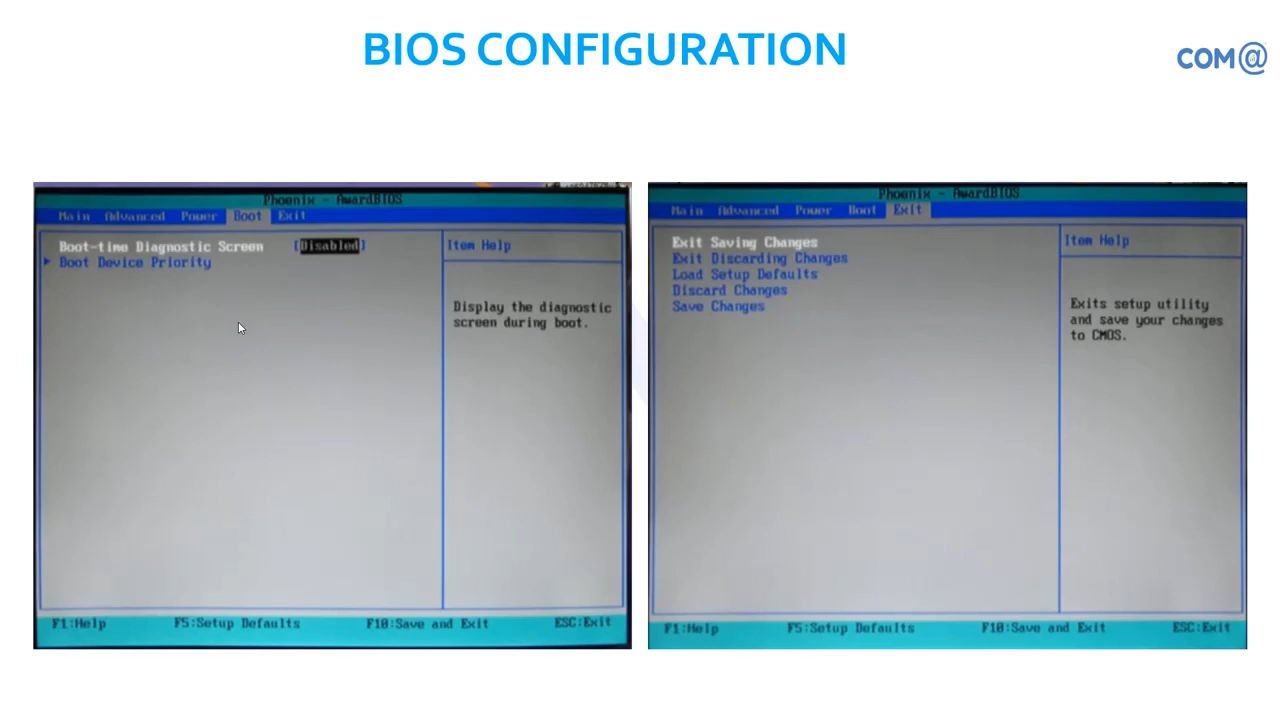 BIOS CONFIGURATION
COM@
Phoenix - AwardBIOS
Main Advanced Power Boot Exit
Boot-time Diagnostic Screen [Disabled]
Boot Device Priority
Item Help
Display the diagnostic
screen during boot.
F1:Help F5:Setup Defaults F10:Save and Exit ESC:Exit
Phoenix - AwardBIOS
Main Advanced Power Boot Exit
Exit Saving Changes
Exit Discarding Changes
Load Setup Defaults
Discard Changes
Save Changes
Item Help
Exits setup utility
and save your changes
to CMOS.
F1:Help F5:Setup Defaults F10:Save and Exit ESC:Exit